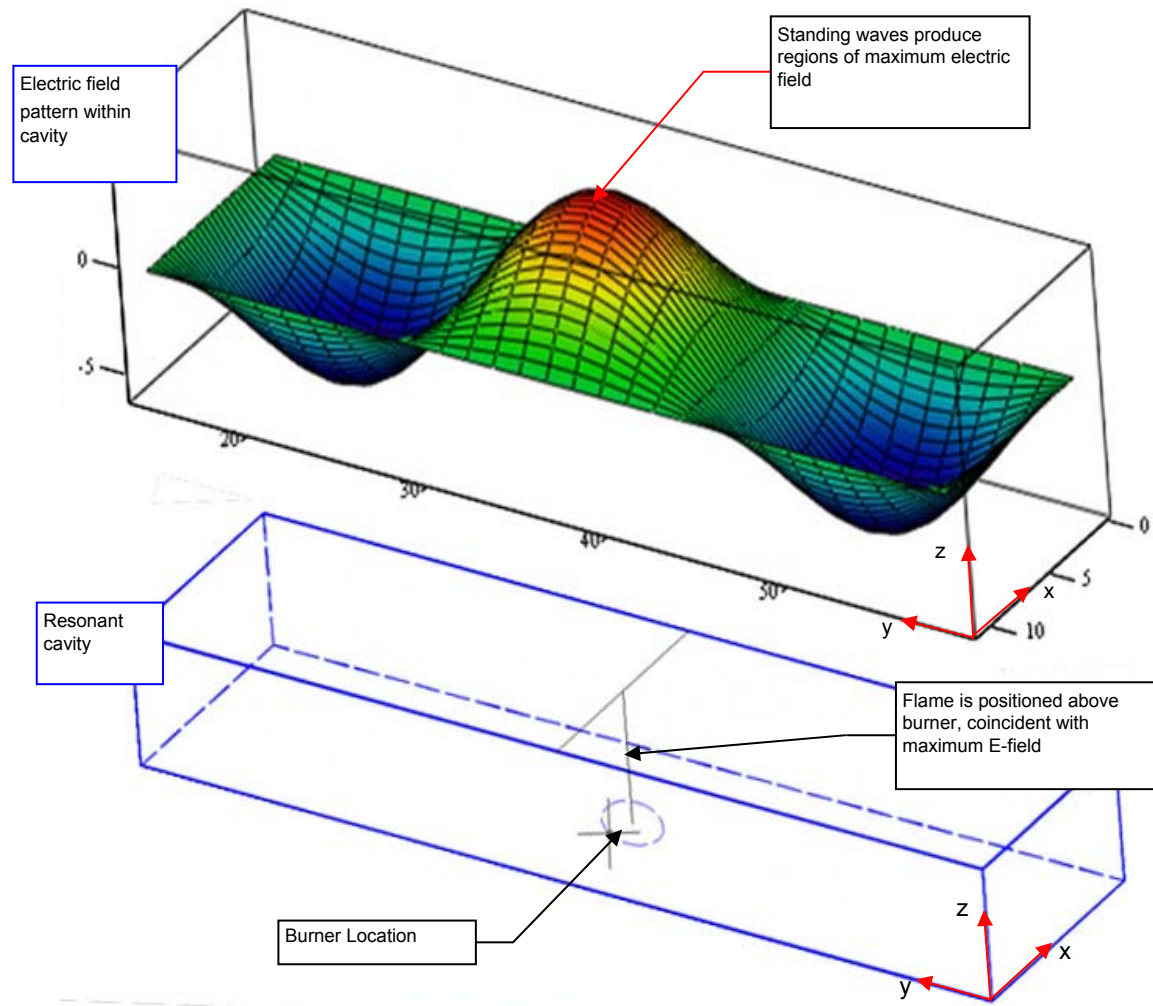 Standing waves produce
regions of maximum electric
field
Electric field
pattern within
cavity
0
-5
20
30
40
50
0
5
10
z
x
y
Resonant
cavity
Flame is positioned above
burner, coincident with
maximum E-field
Burner Location
z
x
y